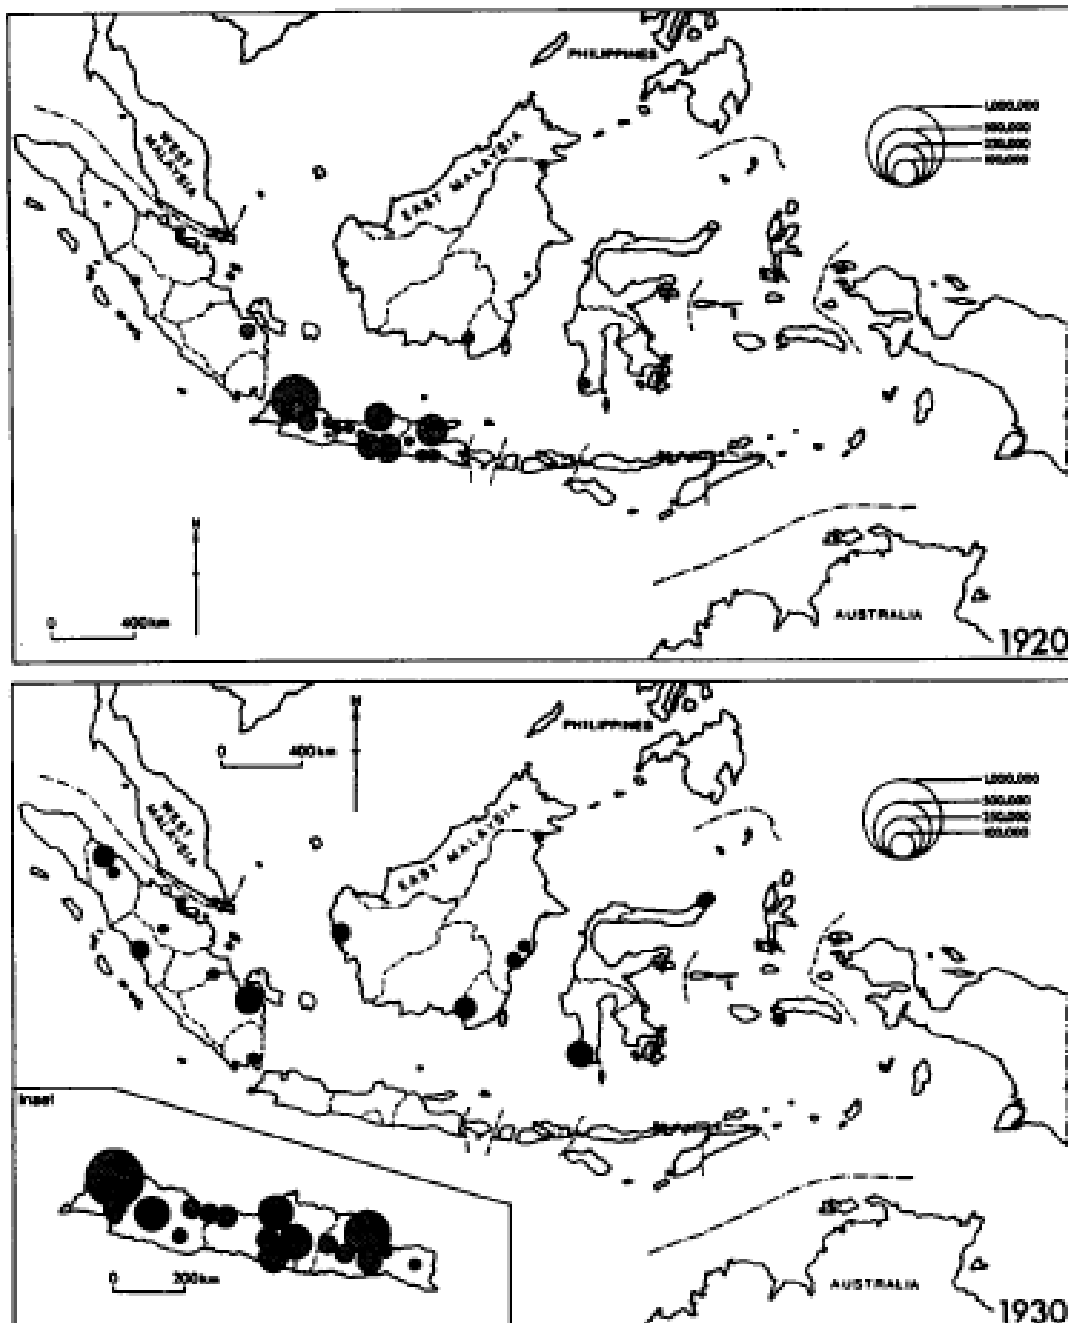 PHILIPPINES
1,000,000
500,000
250,000
100,000
WEST
MALAYSIA
EAST MALAYSIA
N
0 400km
AUSTRALIA
1920
N
PHILIPPINES
0 400km
1,000,000
500,000
250,000
100,000
WEST
MALAYSIA
EAST MALAYSIA
Insel
0 200km
AUSTRALIA
1930